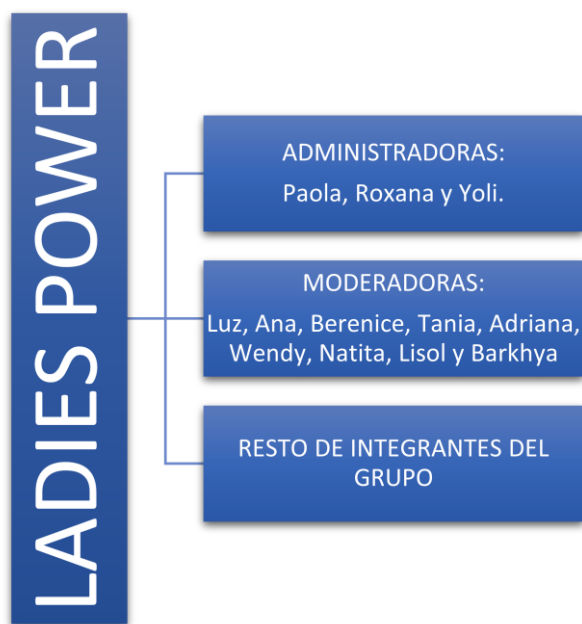 LADIES POWER
ADMINISTRADORAS:
Paola, Roxana y Yoli.
MODERADORAS:
Luz, Ana, Berenice, Tania, Adriana,
Wendy, Natita, Lisol y Barkhya
RESTO DE INTEGRANTES DEL
GRUPO